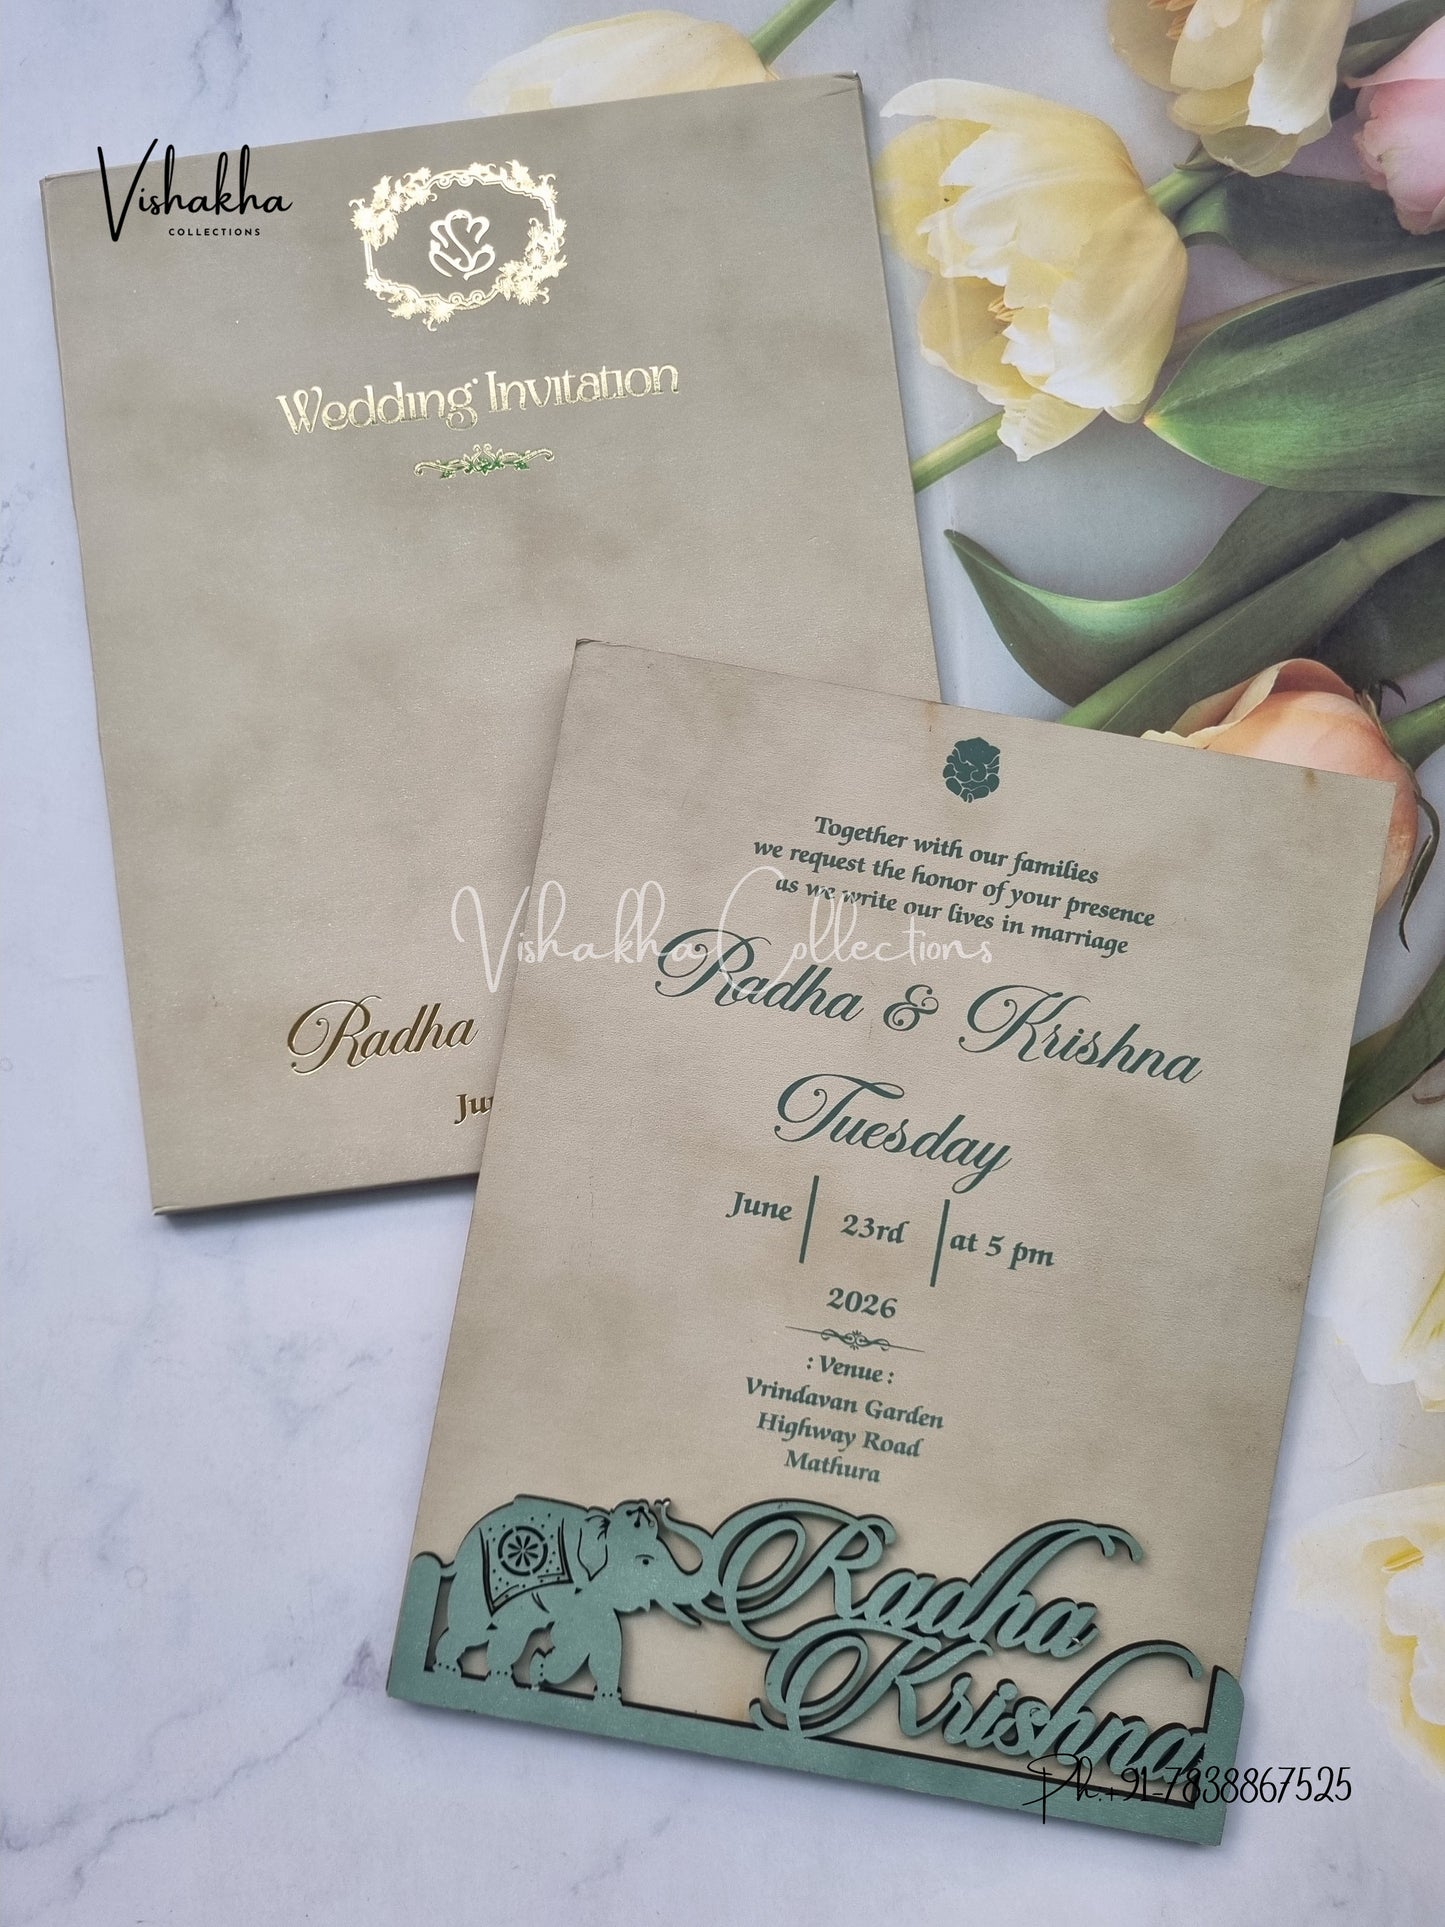 Vishakha
COLLECTIONS
Wedding Invitation
Radha
Together with our families
we request the honor of your presence
as we write our lives in marriage
Vishakha Collections
Radha & Krishna
Tuesday
June 23rd at 5 pm
2026
: Venue :
Vrindavan Garden
Highway Road
Mathura
Radha
Krishna
Ph.:+91-7838867525